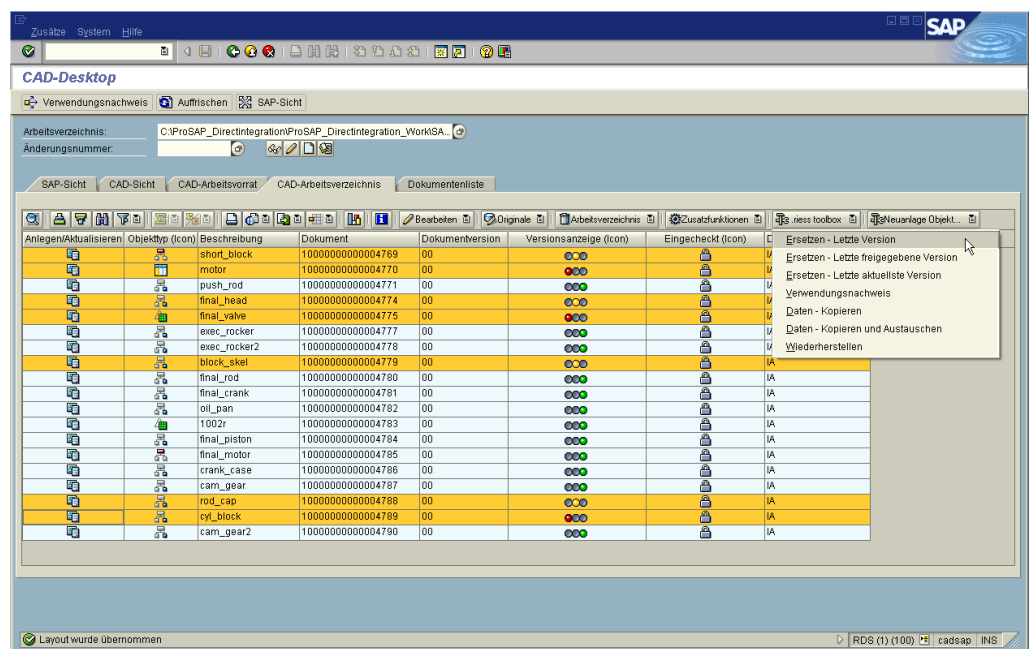 Zusätze System Hilfe
SAP
CAD-Desktop
Verwendungsnachweis Auffrischen SAP-Sicht
Arbeitsverzeichnis: C:\ProSAP_Directintegration\ProSAP_Directintegration_Work\SA...
Änderungsnummer:
SAP-Sicht CAD-Sicht CAD-Arbeitsvorrat CAD-Arbeitsverzeichnis Dokumentenliste
Bearbeiten Originale Arbeitsverzeichnis Zusatzfunktionen .riess toolbox Neuanlage Objekt...
Anlegen/Aktualisieren Objekttyp (Icon) Beschreibung Dokument Dokumentversion Versionsanzeige (Icon) Eingecheckt (Icon) D
Ersetzen - Letzte Version
Ersetzen - Letzte freigegebene Version
Ersetzen - Letzte aktuellste Version
Verwendungsnachweis
Daten - Kopieren
Daten - Kopieren und Austauschen
Wiederherstellen
short_block 10000000000004769 00
motor 10000000000004770 00
push_rod 10000000000004771 00
final_head 10000000000004774 00
final_valve 10000000000004775 00
exec_rocker 10000000000004777 00
exec_rocker2 10000000000004778 00
block_skel 10000000000004779 00 IA
final_rod 10000000000004780 00 IA
final_crank 10000000000004781 00 IA
oil_pan 10000000000004782 00 IA
1002r 10000000000004783 00 IA
final_piston 10000000000004784 00 IA
final_motor 10000000000004785 00 IA
crank_case 10000000000004786 00 IA
cam_gear 10000000000004787 00 IA
rod_cap 10000000000004788 00 IA
cyl_block 10000000000004789 00 IA
cam_gear2 10000000000004790 00 IA
Layout wurde übernommen RDS (1) (100) cadsap INS